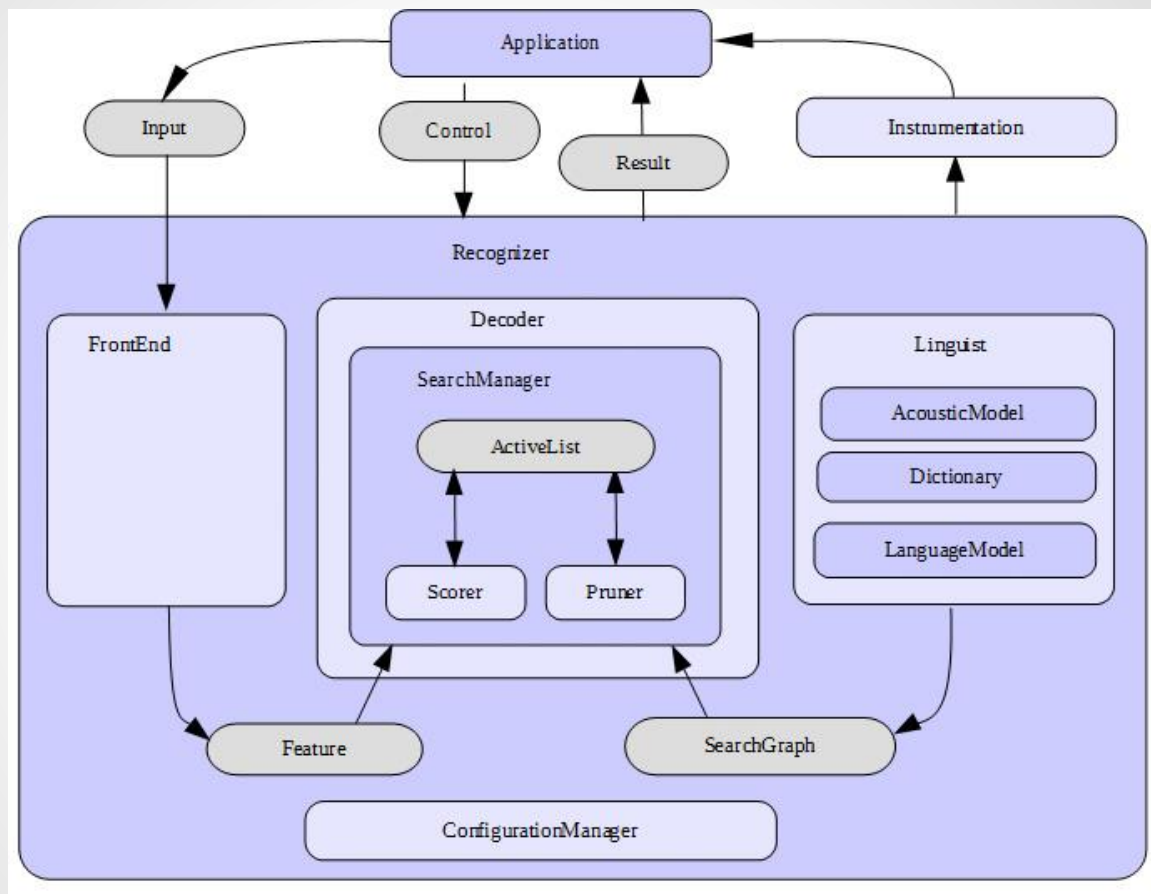 Application
Input
Control
Result
Instrumentation
Recognizer
FrontEnd
Decoder
Linguist
SearchManager
AcousticModel
ActiveList
Dictionary
LanguageModel
Scorer
Pruner
Feature
SearchGraph
ConfigurationManager